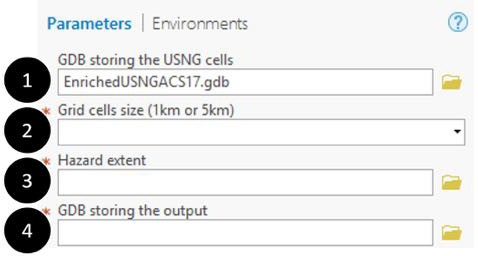 Parameters | Environments ?
GDB storing the USNG cells
1 EnrichedUSNGACS17.gdb
* Grid cells size (1km or 5km)
2
* Hazard extent
3
* GDB storing the output
4